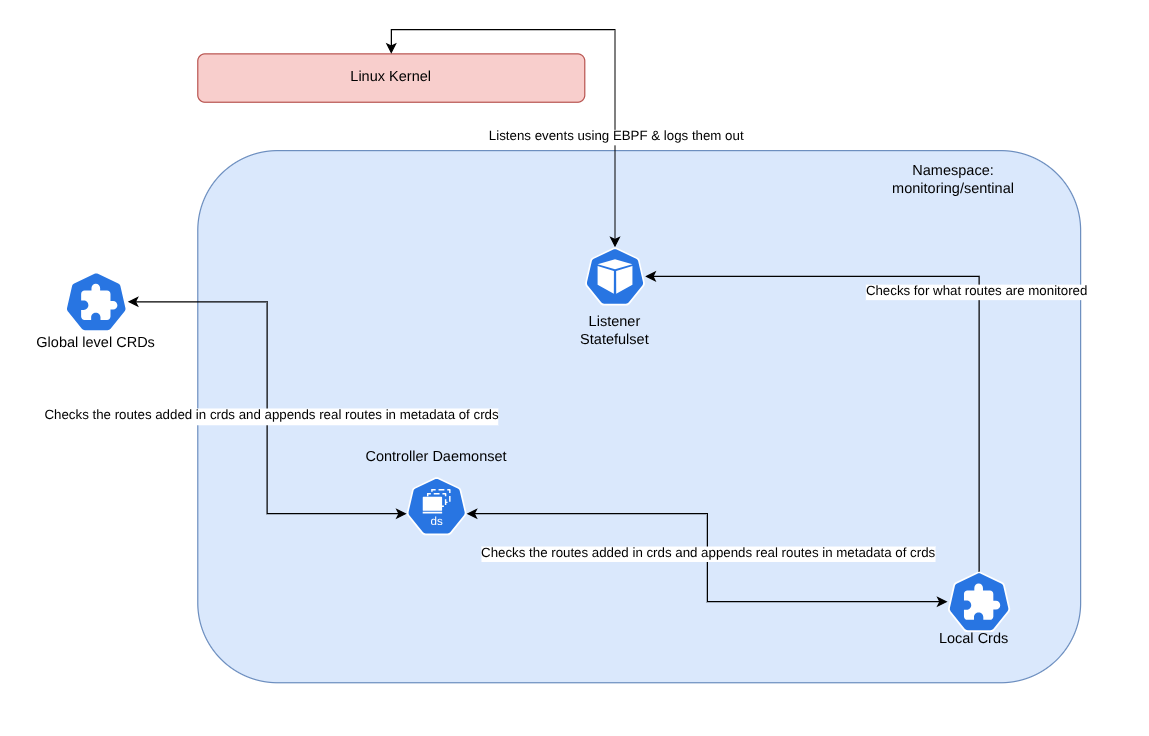 Linux Kernel
Listens events using EBPF & logs them out
Namespace:
monitoring/sentinal
Checks for what routes are monitored
Listener
Statefulset
Global level CRDs
Checks the routes added in crds and appends real routes in metadata of crds
Controller Daemonset
ds
Checks the routes added in crds and appends real routes in metadata of crds
Local Crds